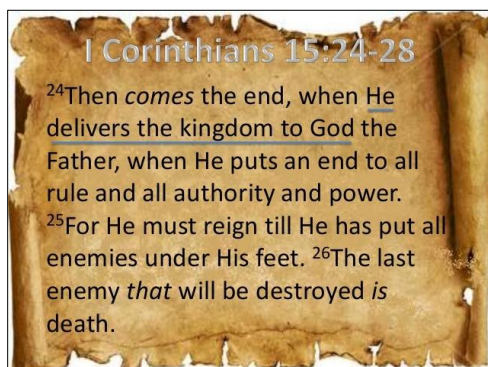 I Corinthians 15:24-28
24Then comes the end, when He
delivers the kingdom to God the
Father, when He puts an end to all
rule and all authority and power.
25For He must reign till He has put all
enemies under His feet. 26The last
enemy that will be destroyed is
death.